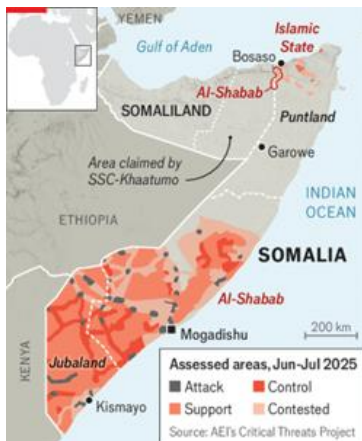 YEMEN
Gulf of Aden
Islamic
State
Bosaso
Al-Shabab
SOMALILAND
Puntland
Area claimed by
SSC-Khaatumo
Garowe
ETHIOPIA
INDIAN
OCEAN
SOMALIA
Al-Shabab
Mogadishu
200 km
KENYA
Jubaland
Kismayo
Assessed areas, Jun-Jul 2025
Attack Control
Support Contested
Source: AEI's Critical Threats Project